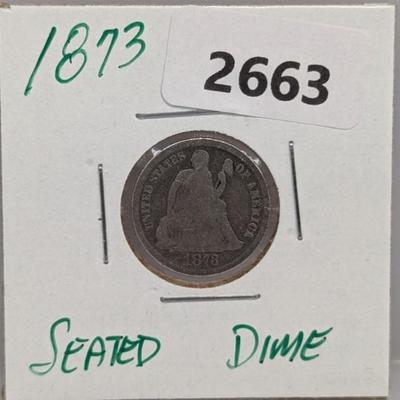 1873
2663
UNITED STATES OF AMERICA
1873
SEATED DIME